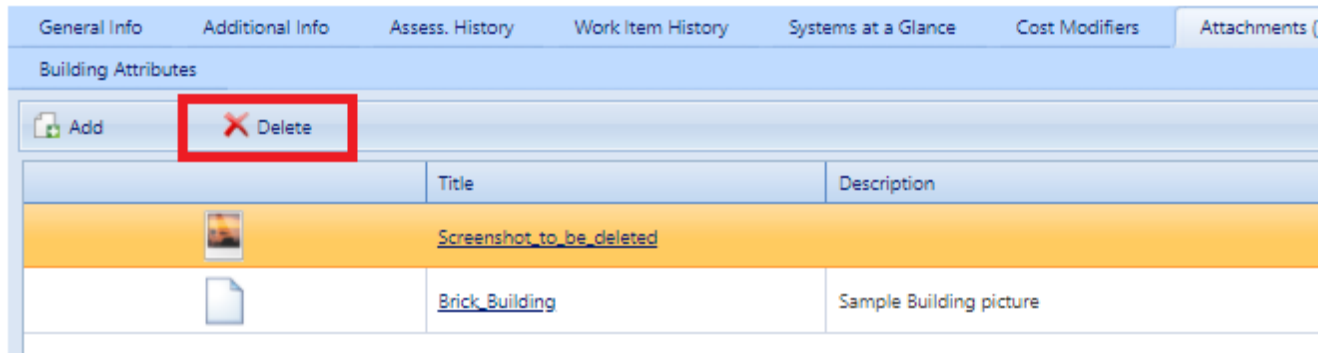 General Info Additional Info Assess. History Work Item History Systems at a Glance Cost Modifiers Attachments (
Building Attributes
Add Delete
Title Description
Screenshot_to_be_deleted
Brick_Building Sample Building picture